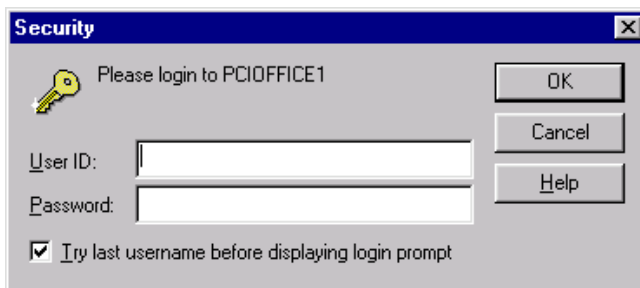 Security
Please login to PCIOFFICE1
OK
Cancel
User ID:
Help
Password:
Try last username before displaying login prompt